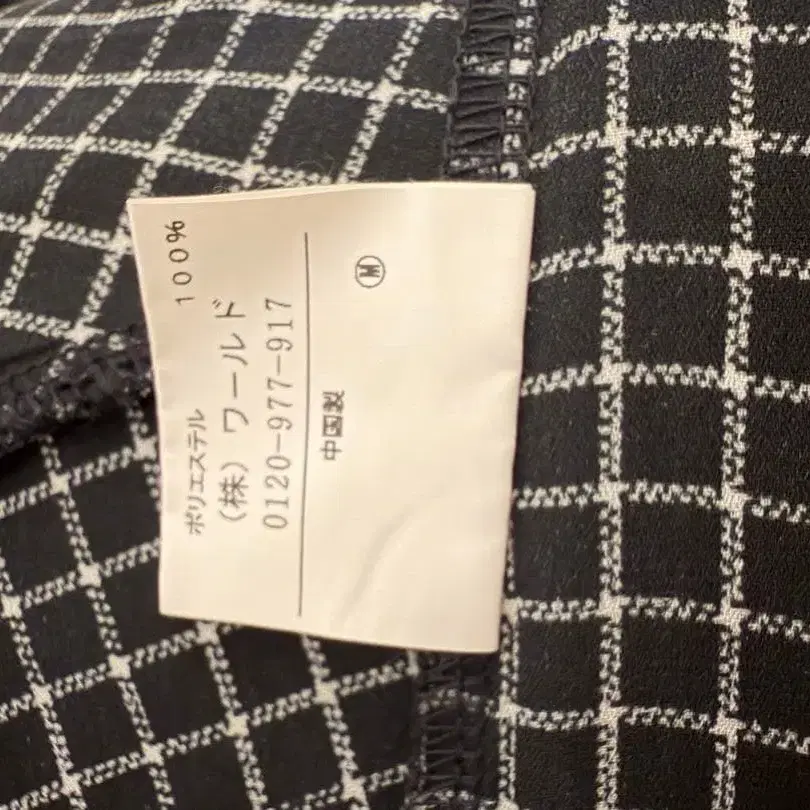 ポリエステル 100%
(株) ワールド
0120-977-917
中国製
Ⓜ